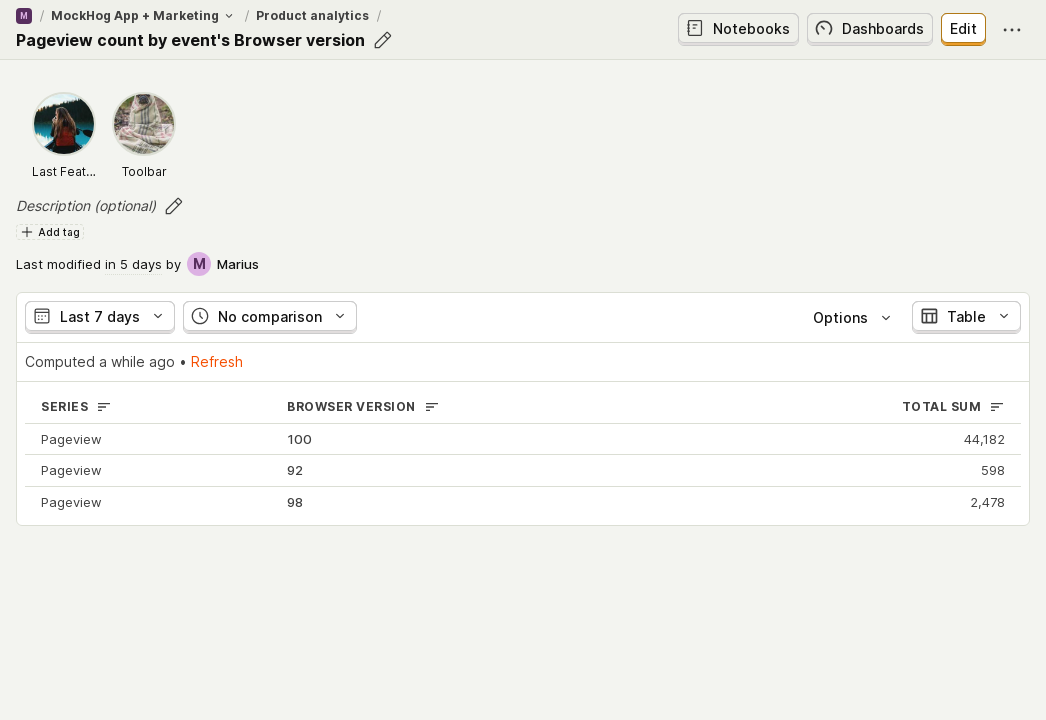 M / MockHog App + Marketing / Product analytics /
Pageview count by event's Browser version
Notebooks
Dashboards
Edit
Last Feat...
Toolbar
Description (optional)
Add tag
Last modified in 5 days by M Marius
Last 7 days
No comparison
Options
Table
Computed a while ago • Refresh
SERIES BROWSER VERSION TOTAL SUM
Pageview 100 44,182
Pageview 92 598
Pageview 98 2,478